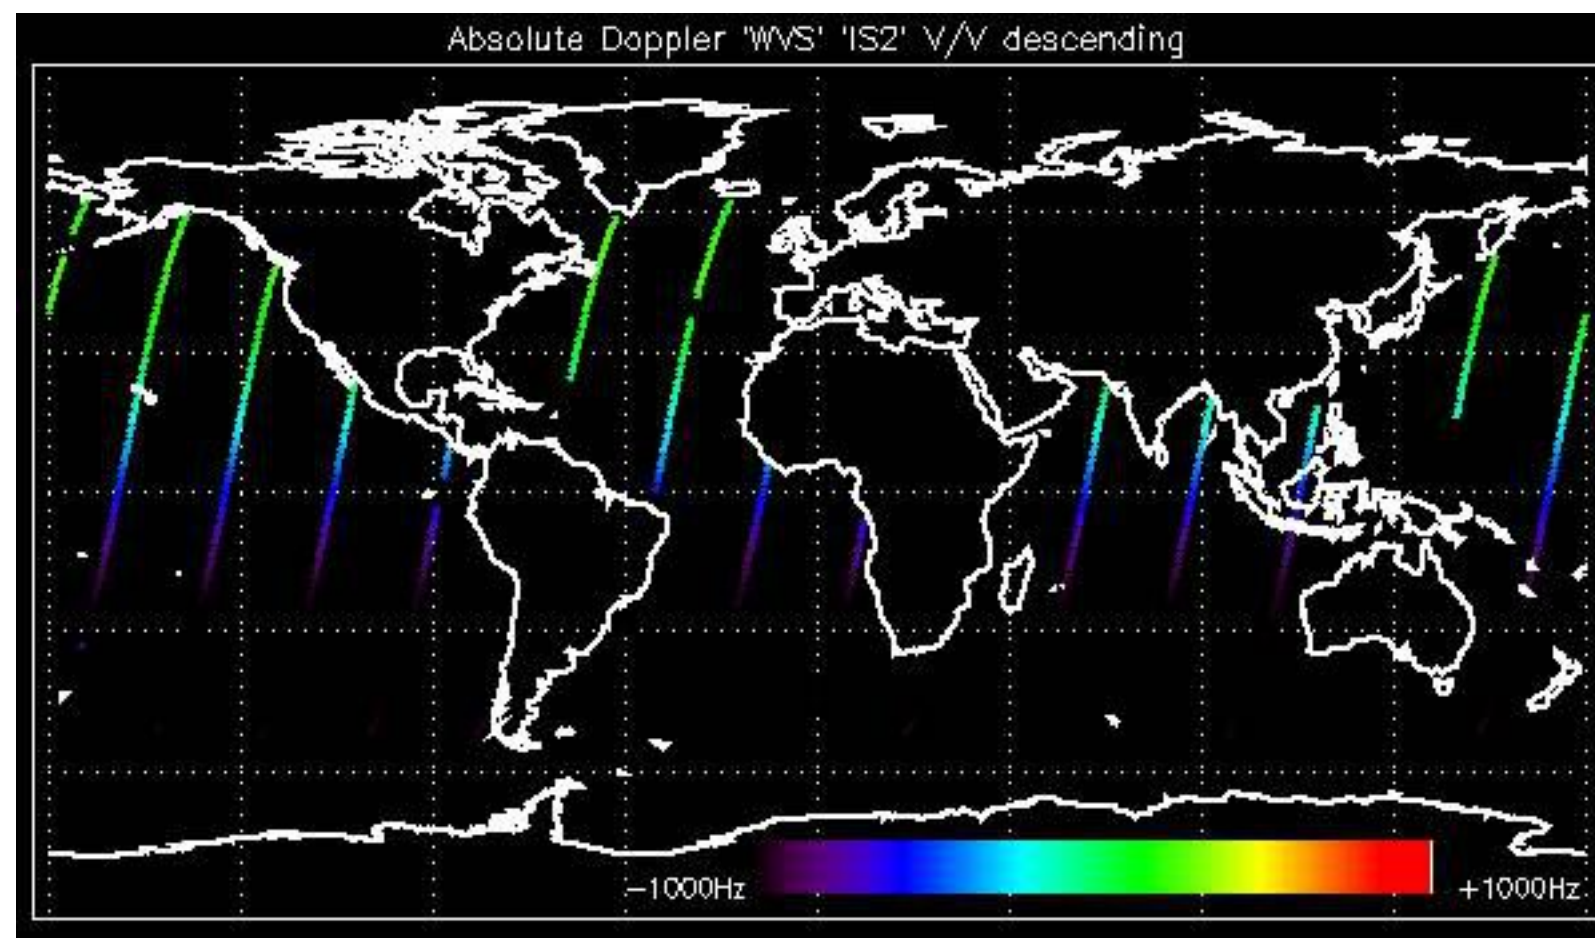 Absolute Doppler 'WVS' 'IS2' V/V descending
−1000Hz
+1000Hz